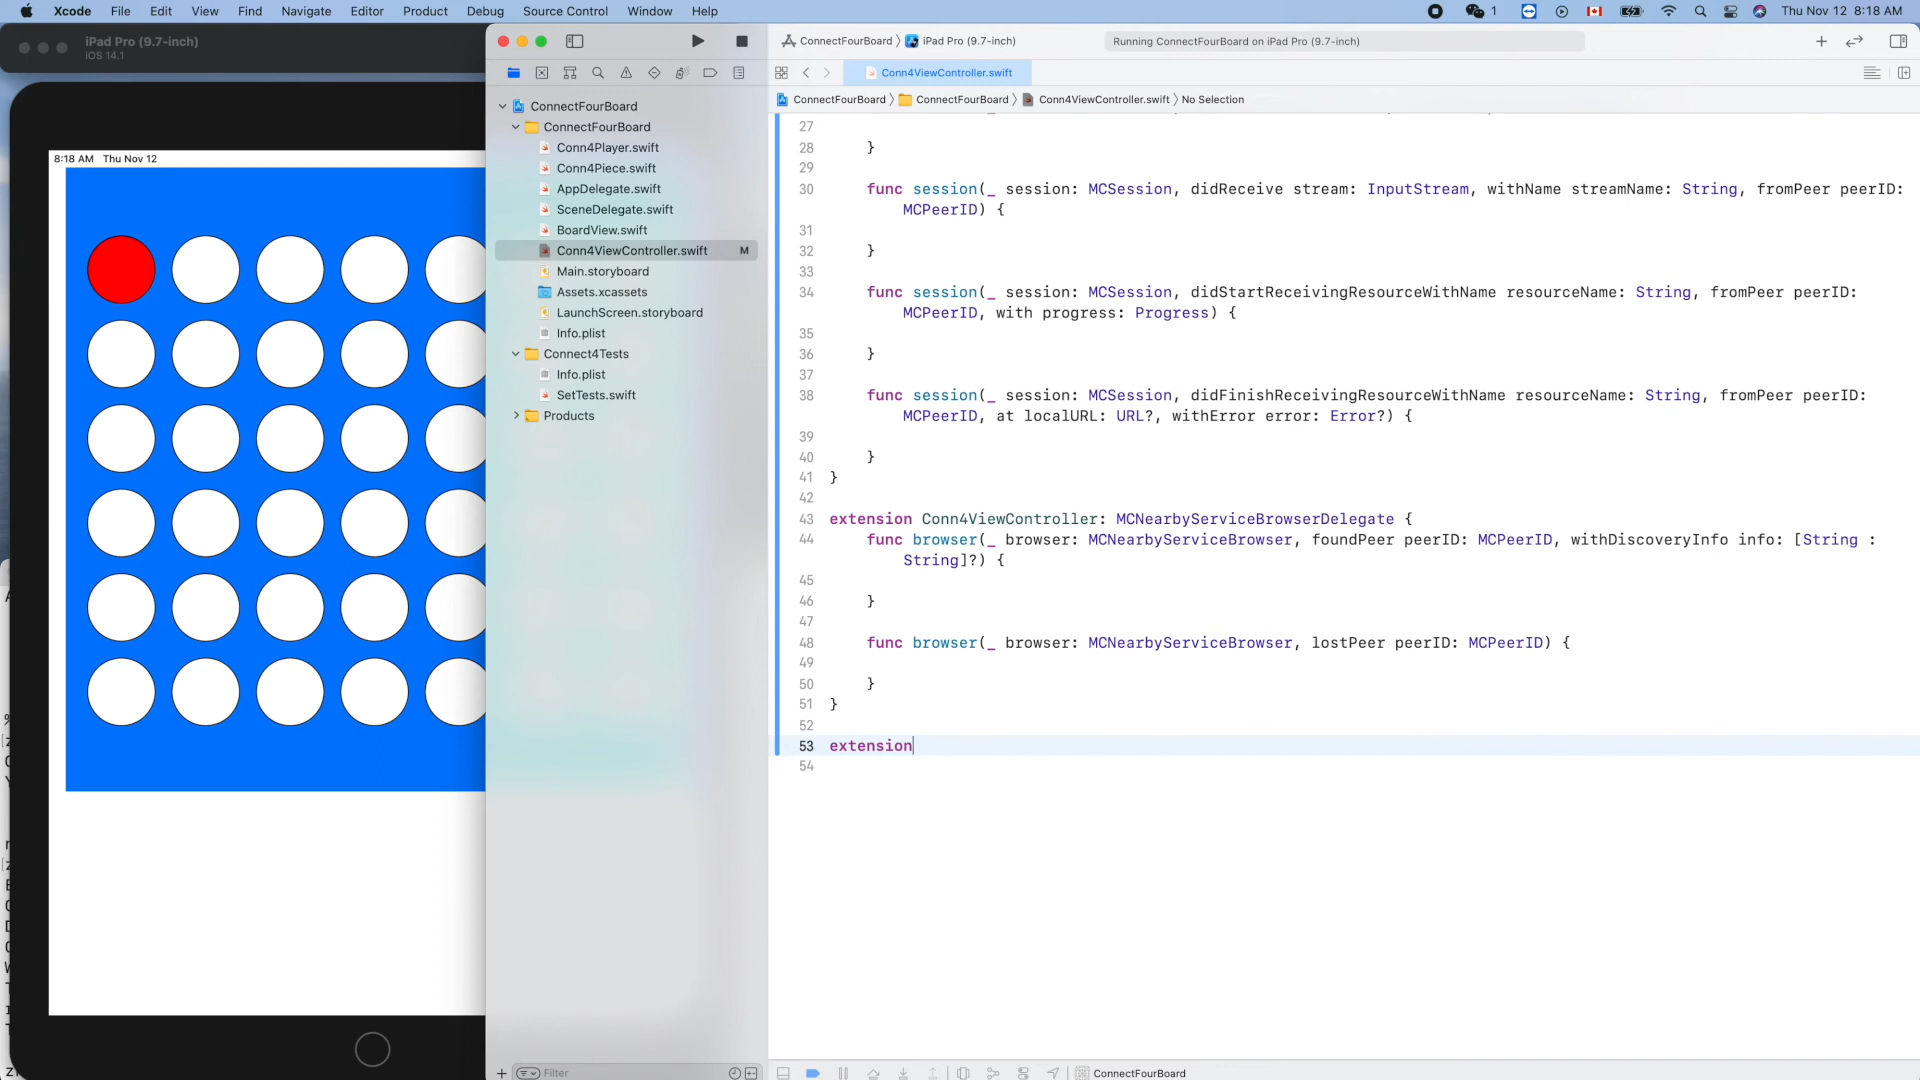 Xcode File Edit View Find Navigate Editor Product Debug Source Control Window Help
1 Thu Nov 12 8:18 AM
iPad Pro (9.7-inch)
iOS 14.1
8:18 AM Thu Nov 12
ConnectFourBoard
ConnectFourBoard
Conn4Player.swift
Conn4Piece.swift
AppDelegate.swift
SceneDelegate.swift
BoardView.swift
Conn4ViewController.swift M
Main.storyboard
Assets.xcassets
LaunchScreen.storyboard
Info.plist
Connect4Tests
Info.plist
SetTests.swift
Products
Filter
ConnectFourBoard iPad Pro (9.7-inch)
Running ConnectFourBoard on iPad Pro (9.7-inch)
Conn4ViewController.swift
ConnectFourBoard ConnectFourBoard Conn4ViewController.swift No Selection
27
28 }
29
30 func session(_ session: MCSession, didReceive stream: InputStream, withName streamName: String, fromPeer peerID:
MCPeerID) {
31
32 }
33
34 func session(_ session: MCSession, didStartReceivingResourceWithName resourceName: String, fromPeer peerID:
MCPeerID, with progress: Progress) {
35
36 }
37
38 func session(_ session: MCSession, didFinishReceivingResourceWithName resourceName: String, fromPeer peerID:
MCPeerID, at localURL: URL?, withError error: Error?) {
39
40 }
41 }
42
43 extension Conn4ViewController: MCNearbyServiceBrowserDelegate {
44 func browser(_ browser: MCNearbyServiceBrowser, foundPeer peerID: MCPeerID, withDiscoveryInfo info: [String :
String]?) {
45
46 }
47
48 func browser(_ browser: MCNearbyServiceBrowser, lostPeer peerID: MCPeerID) {
49
50 }
51 }
52
53 extension
54
ConnectFourBoard